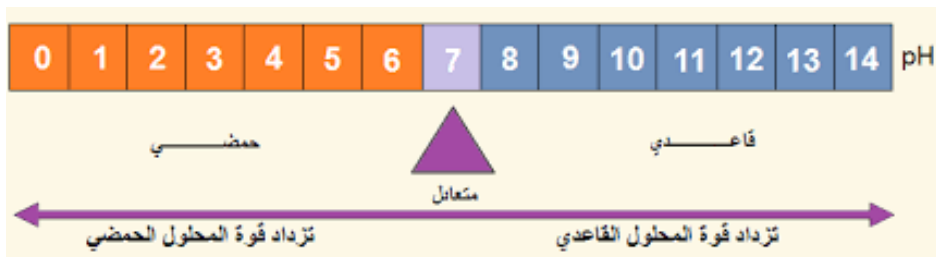 0 1 2 3 4 5 6 7 8 9 10 11 12 13 14 pH
حمضـــــــي
قاعـــــــدي
متعادل
تزداد قوة المحلول الحمضي
تزداد قوة المحلول القاعدي